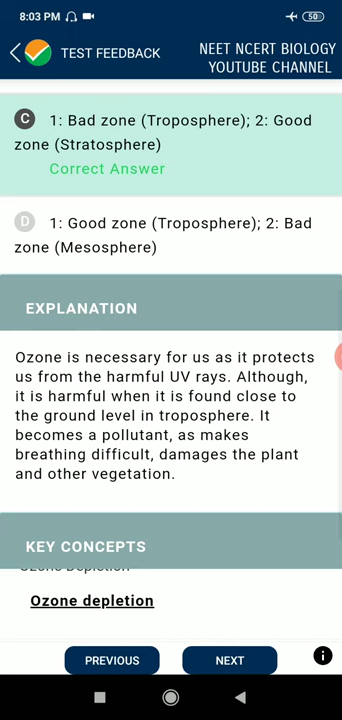 8:03 PM
50
TEST FEEDBACK
NEET NCERT BIOLOGY
YOUTUBE CHANNEL
C 1: Bad zone (Troposphere); 2: Good
zone (Stratosphere)
Correct Answer
D 1: Good zone (Troposphere); 2: Bad
zone (Mesosphere)
EXPLANATION
Ozone is necessary for us as it protects
us from the harmful UV rays. Although,
it is harmful when it is found close to
the ground level in troposphere. It
becomes a pollutant, as makes
breathing difficult, damages the plant
and other vegetation.
KEY CONCEPTS
Ozone Depletion
Ozone depletion
PREVIOUS
NEXT